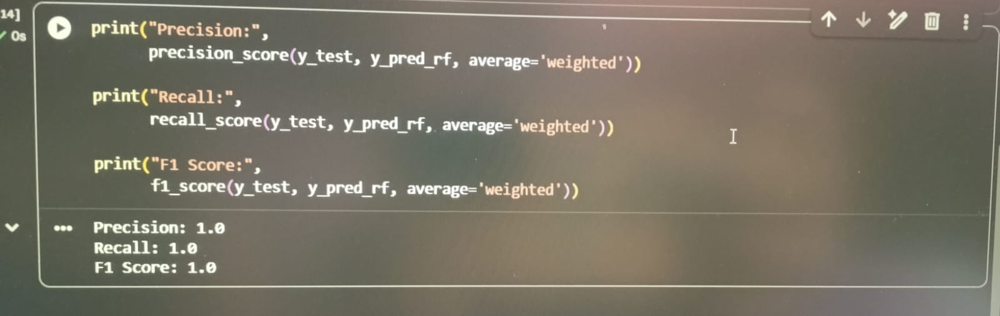 14]
0s
print("Precision:",
precision_score(y_test, y_pred_rf, average='weighted'))
print("Recall:",
recall_score(y_test, y_pred_rf, average='weighted'))
print("F1 Score:",
f1_score(y_test, y_pred_rf, average='weighted'))
Precision: 1.0
Recall: 1.0
F1 Score: 1.0